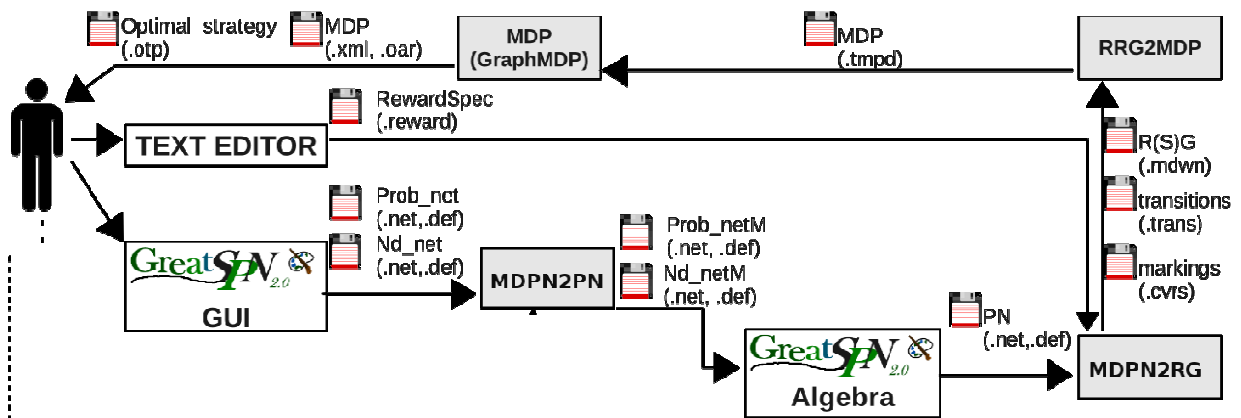 Optimal strategy
(.otp)
MDP
(.xml, .oar)
MDP
(GraphMDP)
MDP
(.tmpd)
RRG2MDP
RewardSpec
(.reward)
TEXT EDITOR
R(S)G
(.mdwn)
transitions
(.trans)
markings
(.cvrs)
Prob_net
(.net,.def)
Nd_net
(.net,.def)
GreatSPN
2.0
GUI
MDPN2PN
Prob_netM
(.net, .def)
Nd_netM
(.net, .def)
GreatSPN
2.0
Algebra
PN
(.net,.def)
MDPN2RG